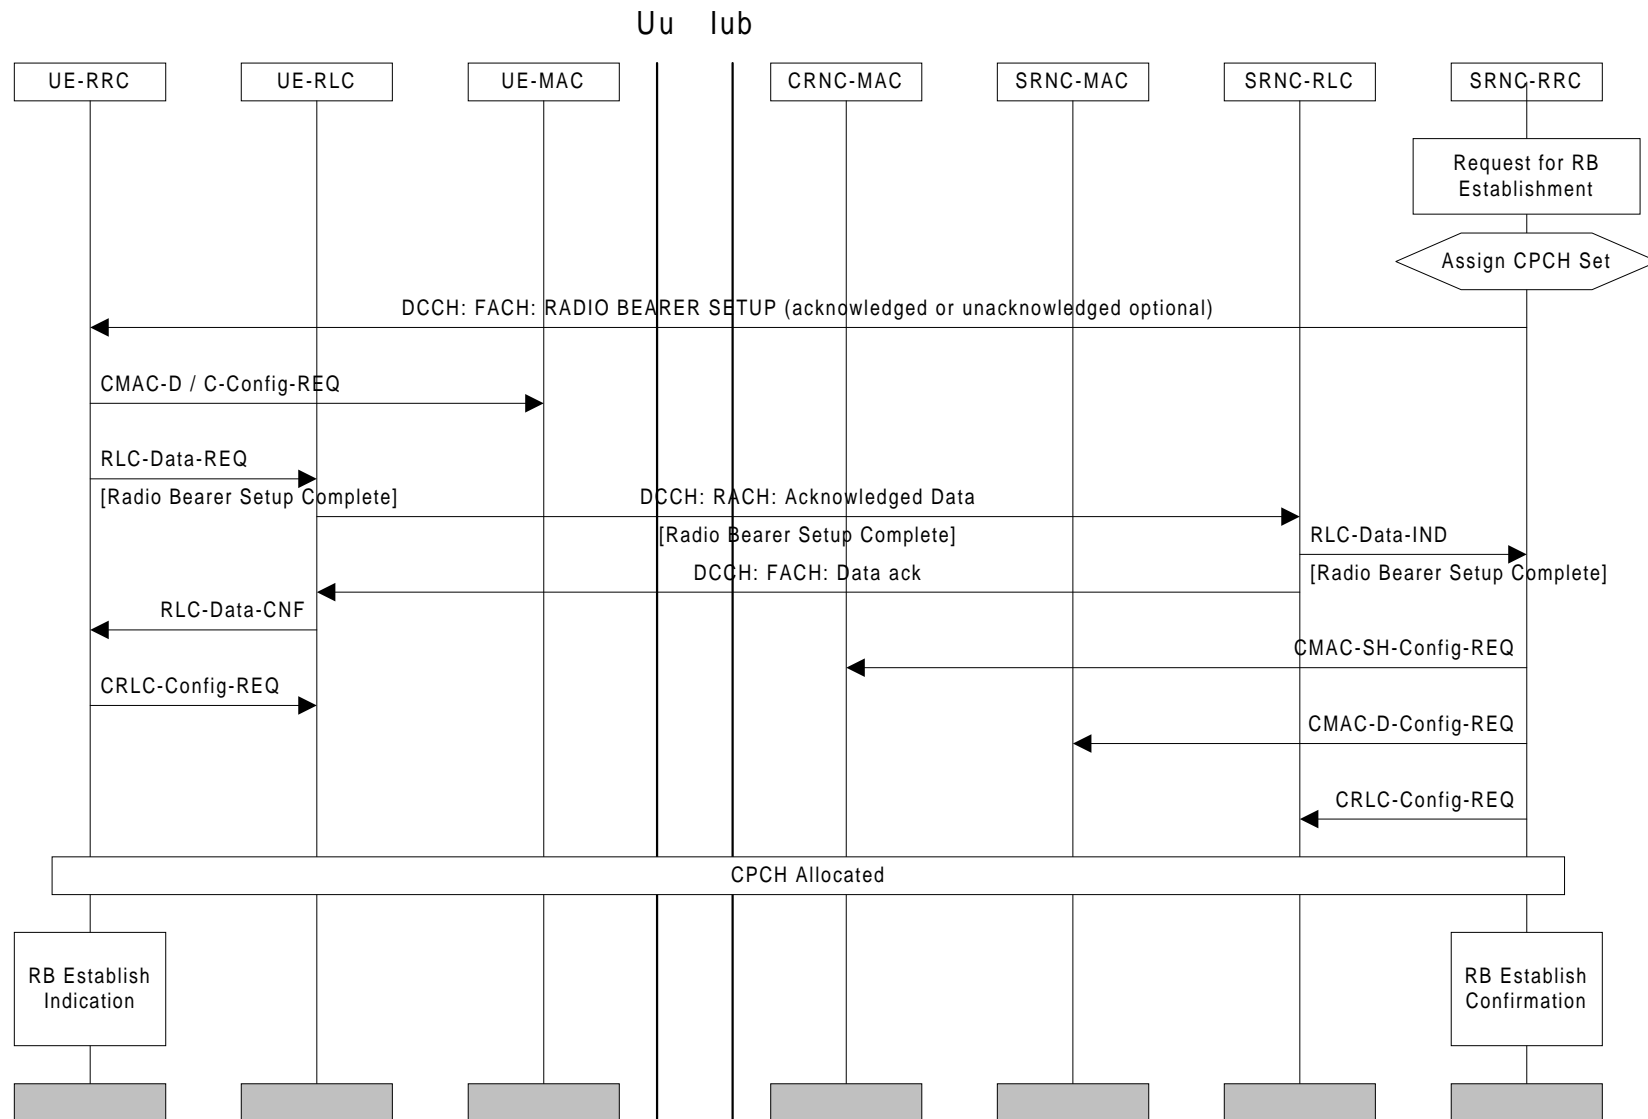 Uu Iub
UE-RRC UE-RLC UE-MAC CRNC-MAC SRNC-MAC SRNC-RLC SRNC-RRC
Request for RB
Establishment
Assign CPCH Set
DCCH: FACH: RADIO BEARER SETUP (acknowledged or unacknowledged optional)
CMAC-D / C-Config-REQ
RLC-Data-REQ
[Radio Bearer Setup Complete]
DCCH: RACH: Acknowledged Data
[Radio Bearer Setup Complete]
RLC-Data-IND
[Radio Bearer Setup Complete]
DCCH: FACH: Data ack
RLC-Data-CNF
CMAC-SH-Config-REQ
CRLC-Config-REQ
CMAC-D-Config-REQ
CRLC-Config-REQ
CPCH Allocated
RB Establish
Indication
RB Establish
Confirmation